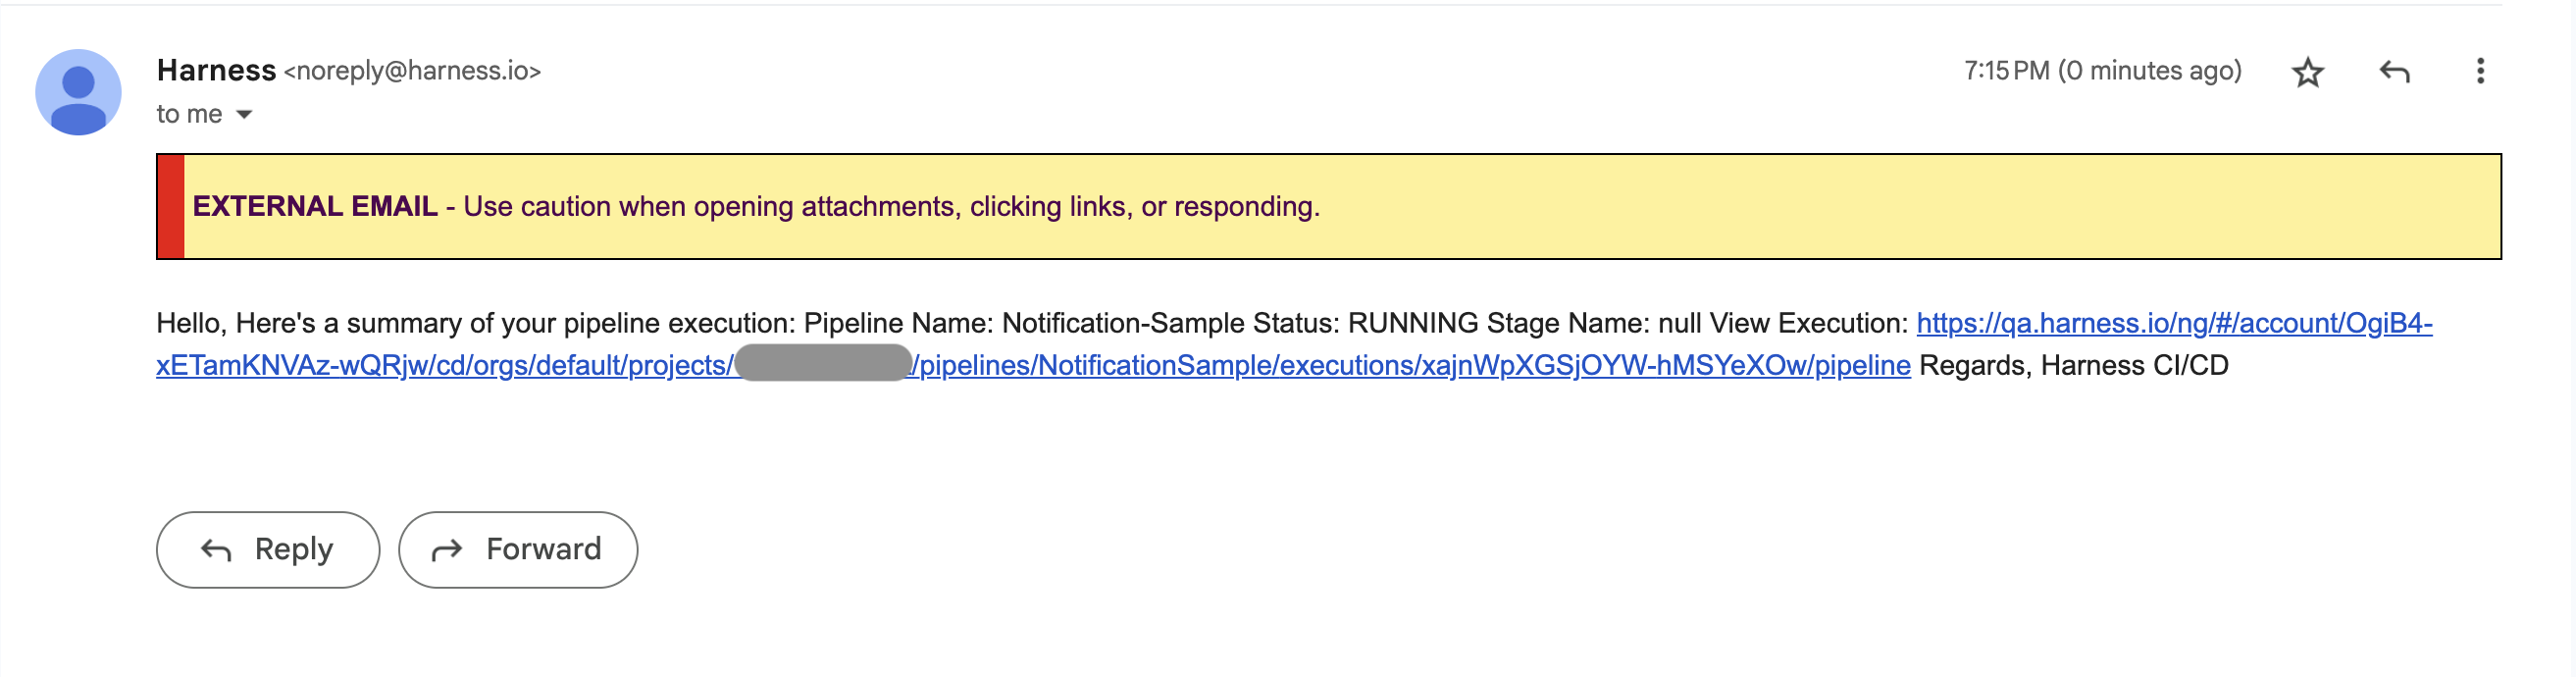 Harness <noreply@harness.io> 7:15 PM (0 minutes ago)
to me
EXTERNAL EMAIL - Use caution when opening attachments, clicking links, or responding.
Hello, Here's a summary of your pipeline execution: Pipeline Name: Notification-Sample Status: RUNNING Stage Name: null View Execution: https://qa.harness.io/ng/#/account/OgiB4-
xETamKNVAz-wQRjw/cd/orgs/default/projects/ /pipelines/NotificationSample/executions/xajnWpXGSjOYW-hMSYeXOw/pipeline Regards, Harness CI/CD
Reply Forward